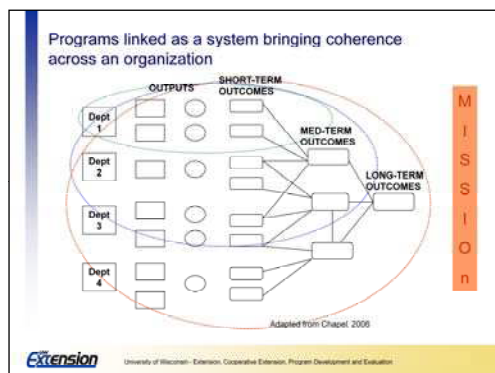 Programs linked as a system bringing coherence
across an organization
OUTPUTS
SHORT-TERM
OUTCOMES
MED-TERM
OUTCOMES
LONG-TERM
OUTCOMES
Dept
1
Dept
2
Dept
3
Dept
4
M
I
S
S
I
O
n
Adapted from Chapel, 2006
Extension
University of Wisconsin - Extension, Cooperative Extension, Program Development and Evaluation